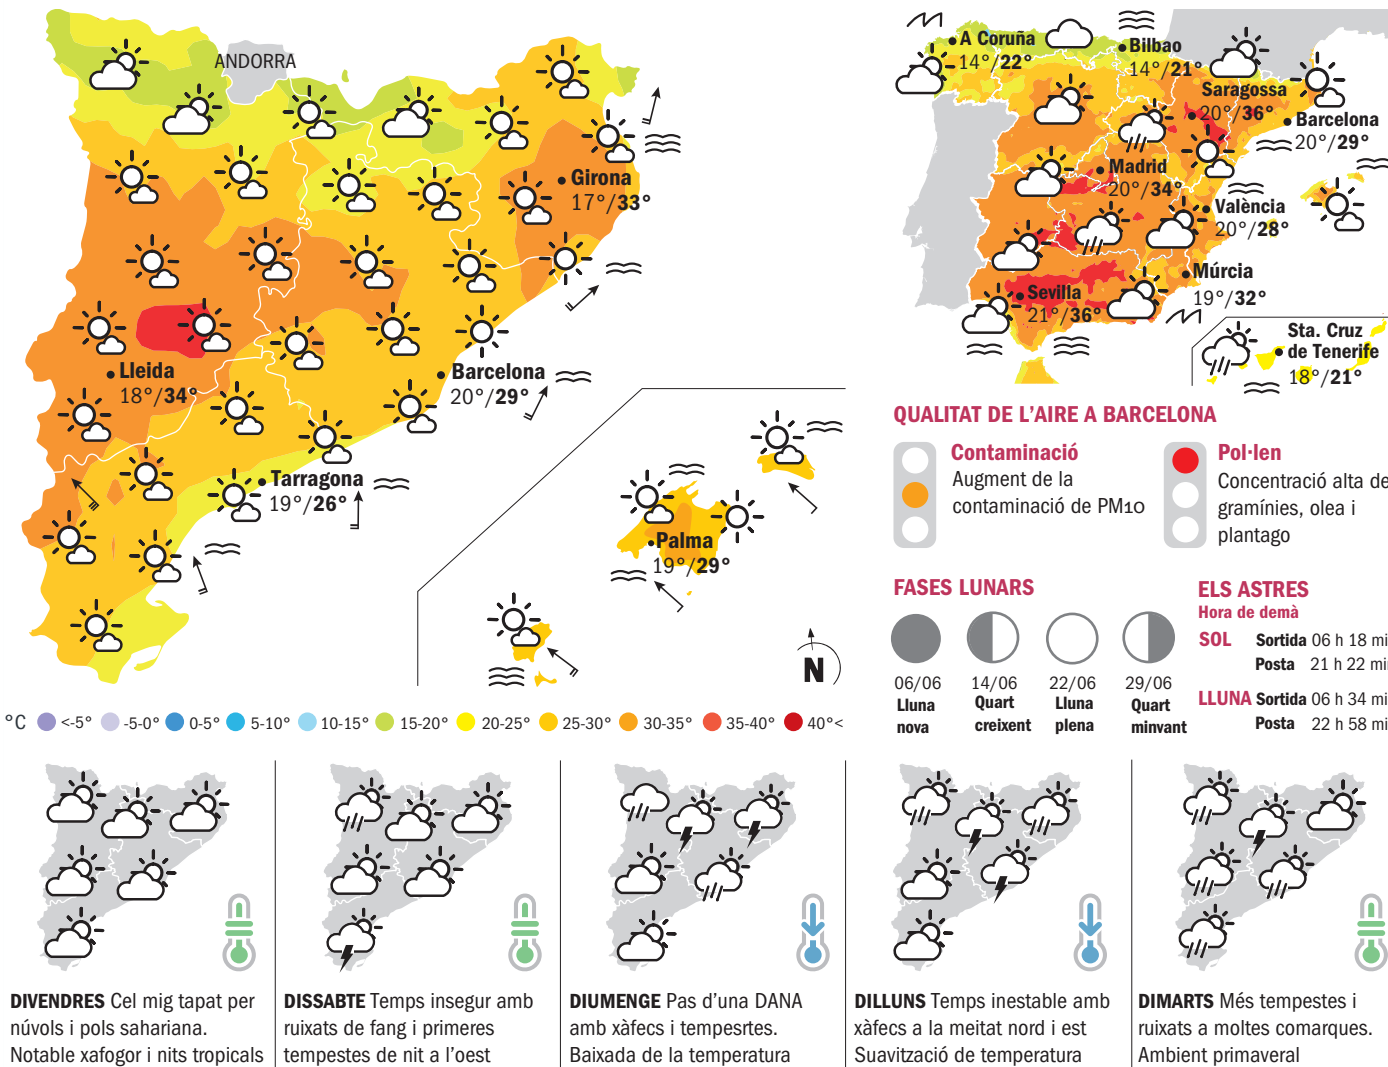 ANDORRA
Girona
17°/33°
Lleida
18°/34°
Barcelona
20°/29°
Tarragona
19°/26°
Palma
19°/29°
N
°C <-5° -5-0° 0-5° 5-10° 10-15° 15-20° 20-25° 25-30° 30-35° 35-40° 40°<
A Coruña
14°/22°
Bilbao
14°/21°
Saragossa
20°/36°
Barcelona
20°/29°
Madrid
20°/34°
València
20°/28°
Múrcia
19°/32°
Sevilla
21°/36°
Sta. Cruz
de Tenerife
18°/21°
QUALITAT DE L'AIRE A BARCELONA
Contaminació
Augment de la
contaminació de PM10
Pol·len
Concentració alta de
gramínies, olea i
plantago
FASES LUNARS
06/06
Lluna
nova
14/06
Quart
creixent
22/06
Lluna
plena
29/06
Quart
minvant
ELS ASTRES
Hora de demà
SOL Sortida 06 h 18 mi
Posta 21 h 22 mi
LLUNA Sortida 06 h 34 mi
Posta 22 h 58 mi
DIVENDRES Cel mig tapat per
núvols i pols sahariana.
Notable xafogor i nits tropicals
DISSABTE Temps insegur amb
ruixats de fang i primeres
tempestes de nit a l'oest
DIUMENGE Pas d'una DANA
amb xàfecs i tempesrtes.
Baixada de la temperatura
DILLUNS Temps inestable amb
xàfecs a la meitat nord i est
Suavització de temperatura
DIMARTS Més tempestes i
ruixats a moltes comarques.
Ambient primaveral